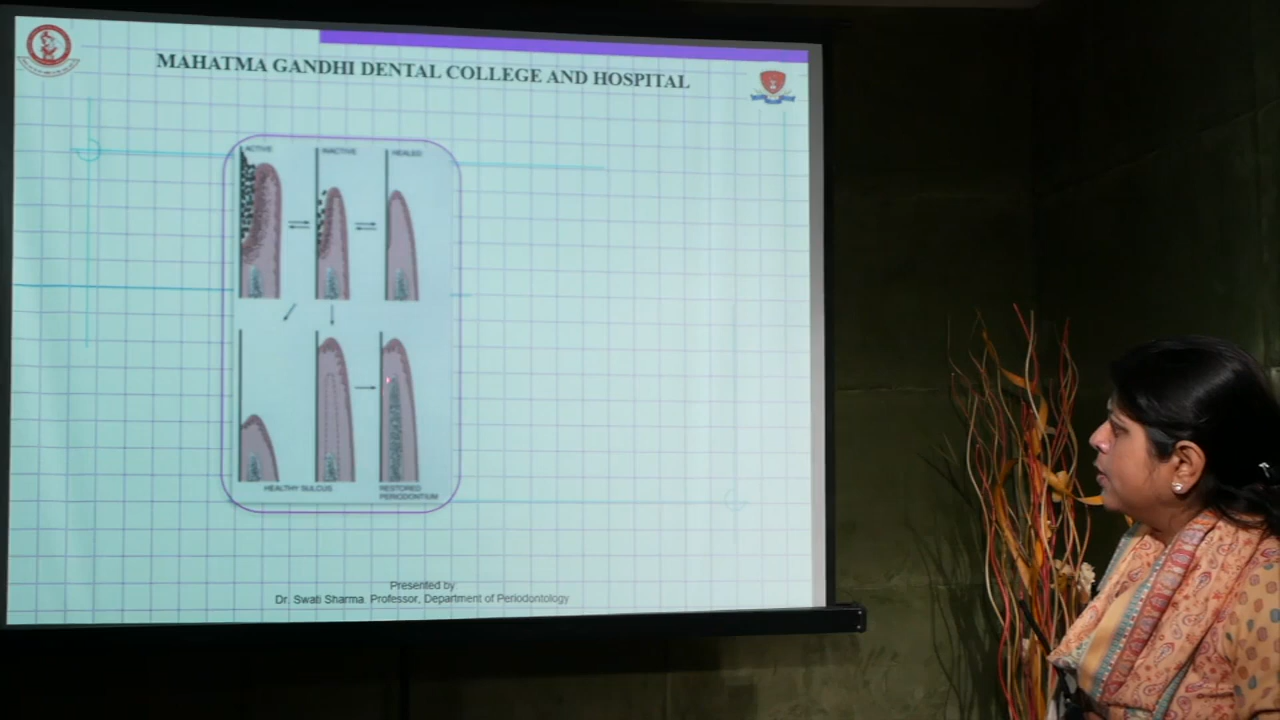 MAHATMA GANDHI DENTAL COLLEGE AND HOSPITAL
ACTIVE
INACTIVE
HEALED
HEALTHY SULCUS
RESTORED
PERIODONTIUM
Presented by
Dr. Swati Sharma. Professor, Department of Periodontology